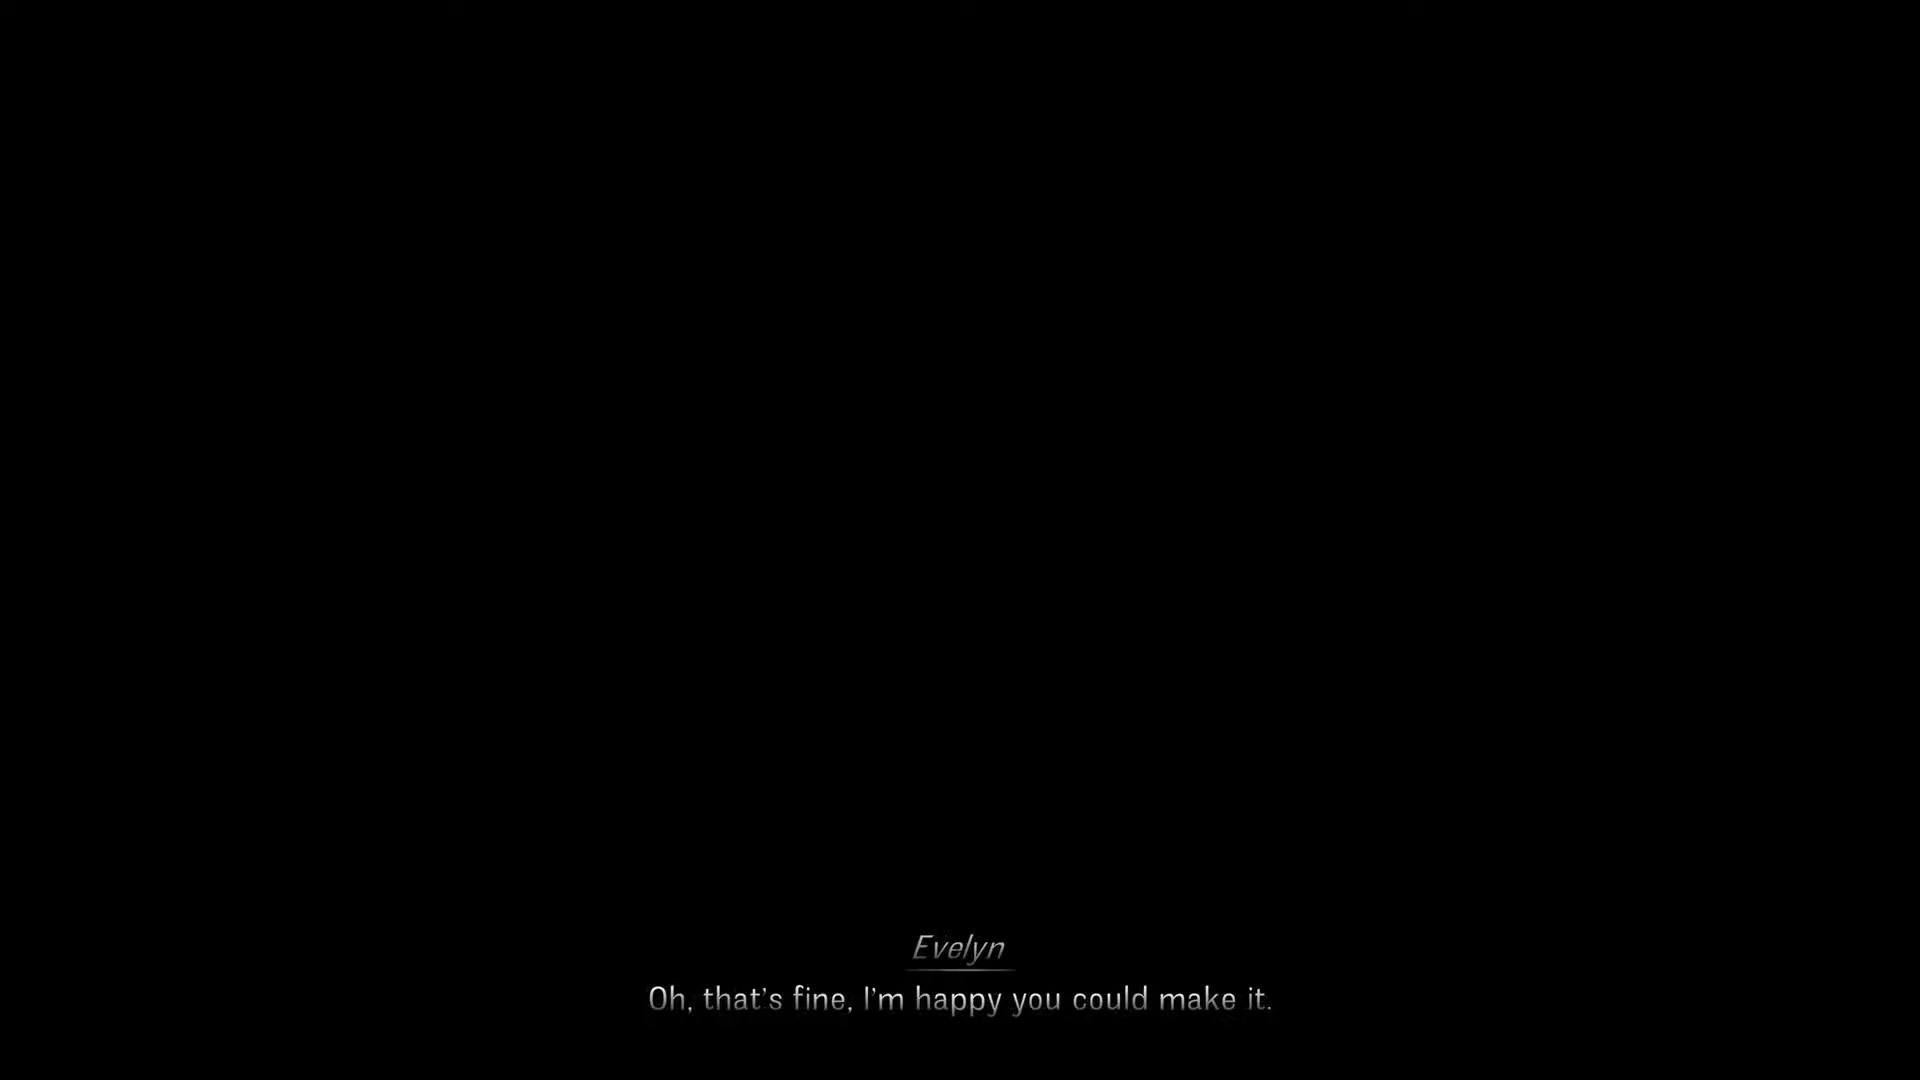 Evelyn
Oh, that’s fine, I’m happy you could make it.